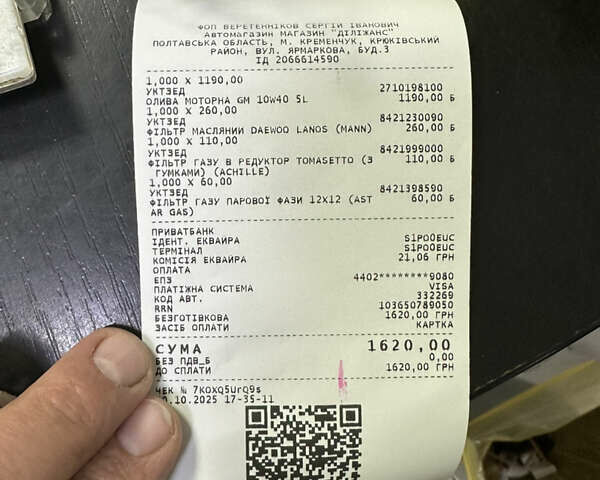 ФОП ВЕРЕТЕННІКОВ СЕРГІЙ ІВАНОВИЧ
Автомагазин МАГАЗИН "ДІЛІЖАНС"
ПОЛТАВСЬКА ОБЛАСТЬ, М. КРЕМЕНЧУК, КРЮКІВСЬКИЙ
РАЙОН, ВУЛ. ЯРМАРКОВА, БУД.3
ІД 2066614590
1,000 X 1190,00
УКТЗЕД 2710198100
ОЛИВА МОТОРНА GM 10W40 5L 1190,00 Б
1,000 X 260,00
УКТЗЕД 8421230090
ФІЛЬТР МАСЛЯНИЙ DAEWOO LANOS (MANN) 260,00 Б
1,000 X 110,00
УКТЗЕД 8421999000
ФІЛЬТР ГАЗУ В РЕДУКТОР TOMASETTO (З 110,00 Б
ГУМКАМИ) (ACHILLE)
1,000 X 60,00
УКТЗЕД 8421398590
ФІЛЬТР ГАЗУ ПАРОВОЇ ФАЗИ 12X12 (AST 60,00 Б
AR GAS)
ПРИВАТБАНК
ІДЕНТ. ЕКВАЙРА S1P00EUC
ТЕРМІНАЛ S1P00EUC
КОМІСІЯ ЕКВАЙРА 21,06 ГРН
ОПЛАТА
ЕПЗ 4402********9080
ПЛАТІЖНА СИСТЕМА VISA
КОД АВТ. 332269
RRN 103650789050
БЕЗГОТІВКОВА 1620,00 ГРН
ЗАСІБ ОПЛАТИ КАРТКА
СУМА 1620,00
БЕЗ ПДВ_Б 0,00
ДО СПЛАТИ 1620,00 ГРН
ЧЕК № 7KOXQ5UrQ9s
.10.2025 17-35-11